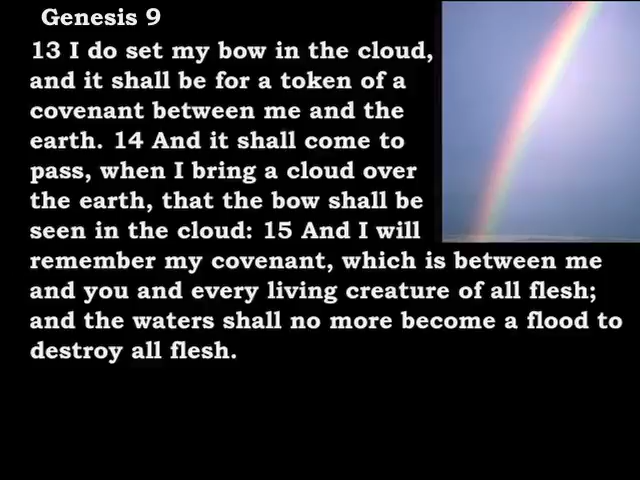 Genesis 9
13 I do set my bow in the cloud,
and it shall be for a token of a
covenant between me and the
earth. 14 And it shall come to
pass, when I bring a cloud over
the earth, that the bow shall be
seen in the cloud: 15 And I will
remember my covenant, which is between me
and you and every living creature of all flesh;
and the waters shall no more become a flood to
destroy all flesh.